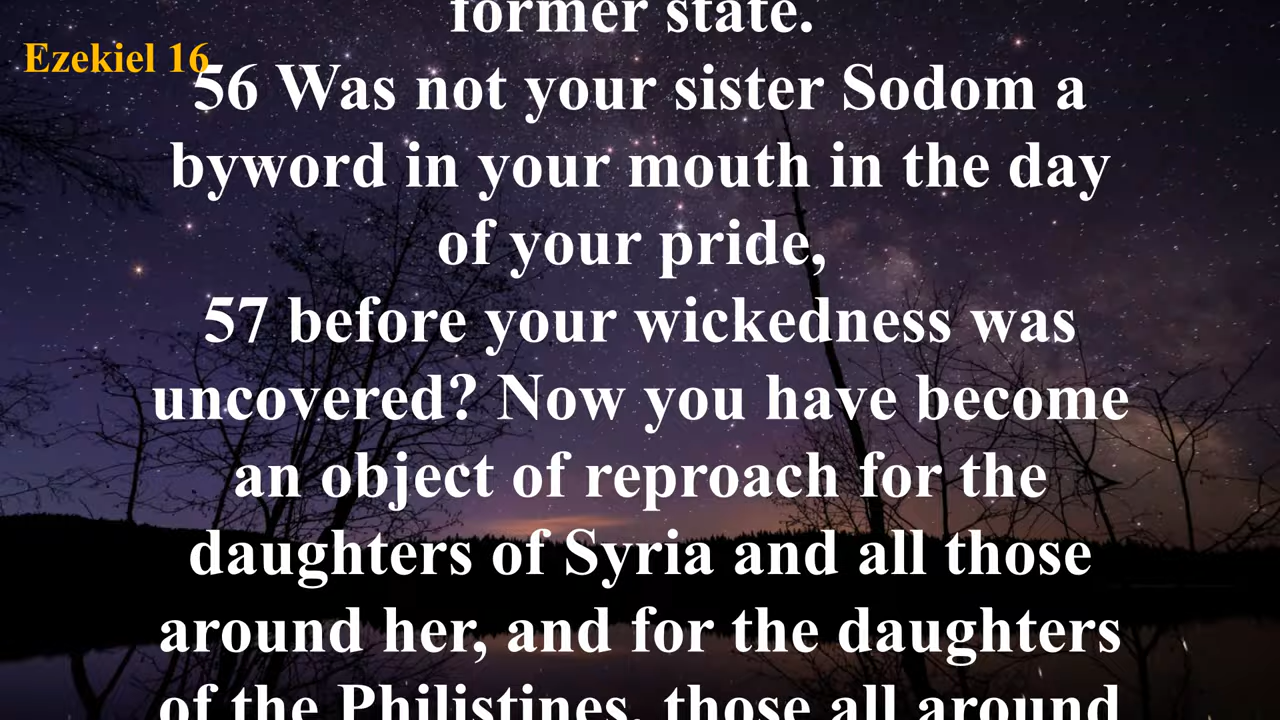 former state.
Ezekiel 16
56 Was not your sister Sodom a
byword in your mouth in the day
of your pride,
57 before your wickedness was
uncovered? Now you have become
an object of reproach for the
daughters of Syria and all those
around her, and for the daughters
of the Philistines, those all around